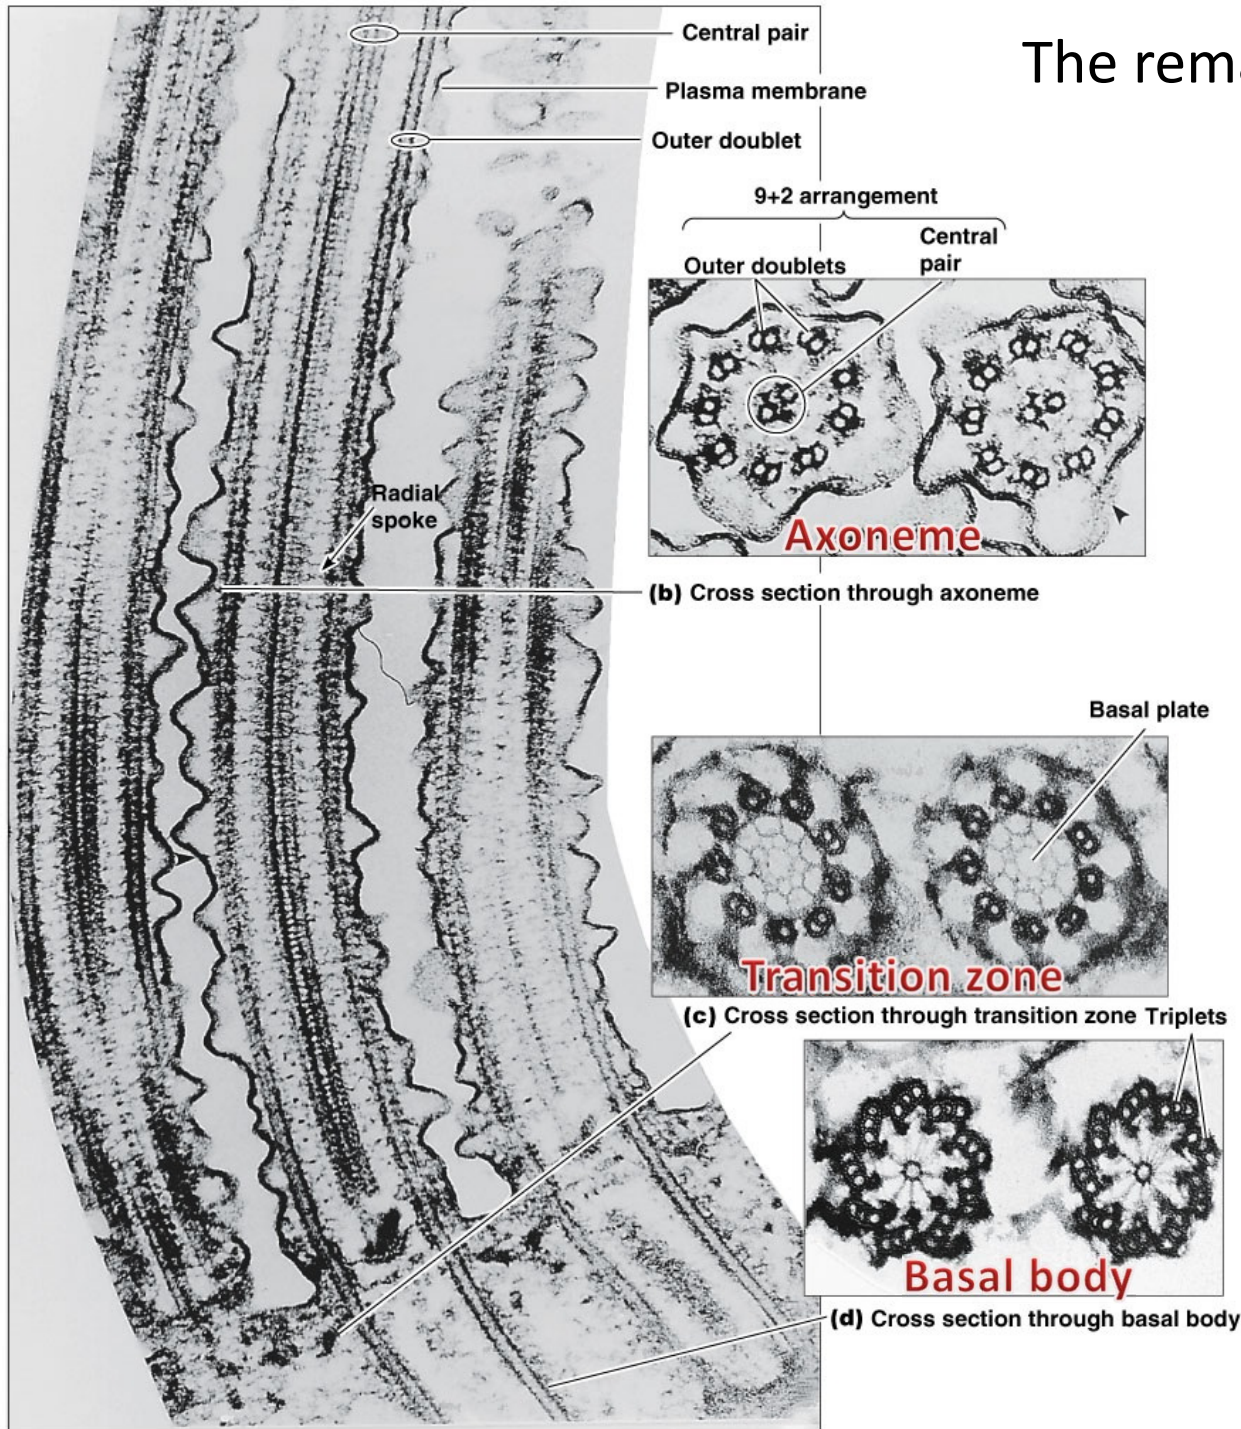 The rema
Central pair
Plasma membrane
Outer doublet
9+2 arrangement
Central
pair
Outer doublets
Radial
spoke
Axoneme
(b) Cross section through axoneme
Basal plate
Transition zone
(c) Cross section through transition zone
Triplets
Basal body
(d) Cross section through basal body